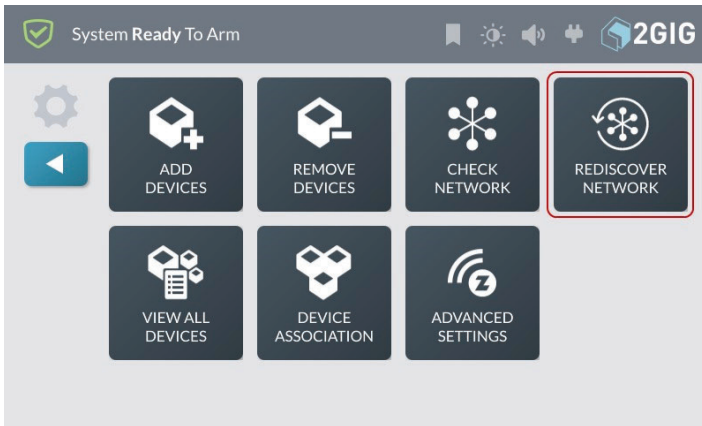 System Ready To Arm
2GIG
ADD
DEVICES
REMOVE
DEVICES
CHECK
NETWORK
REDISCOVER
NETWORK
VIEW ALL
DEVICES
DEVICE
ASSOCIATION
Z
ADVANCED
SETTINGS